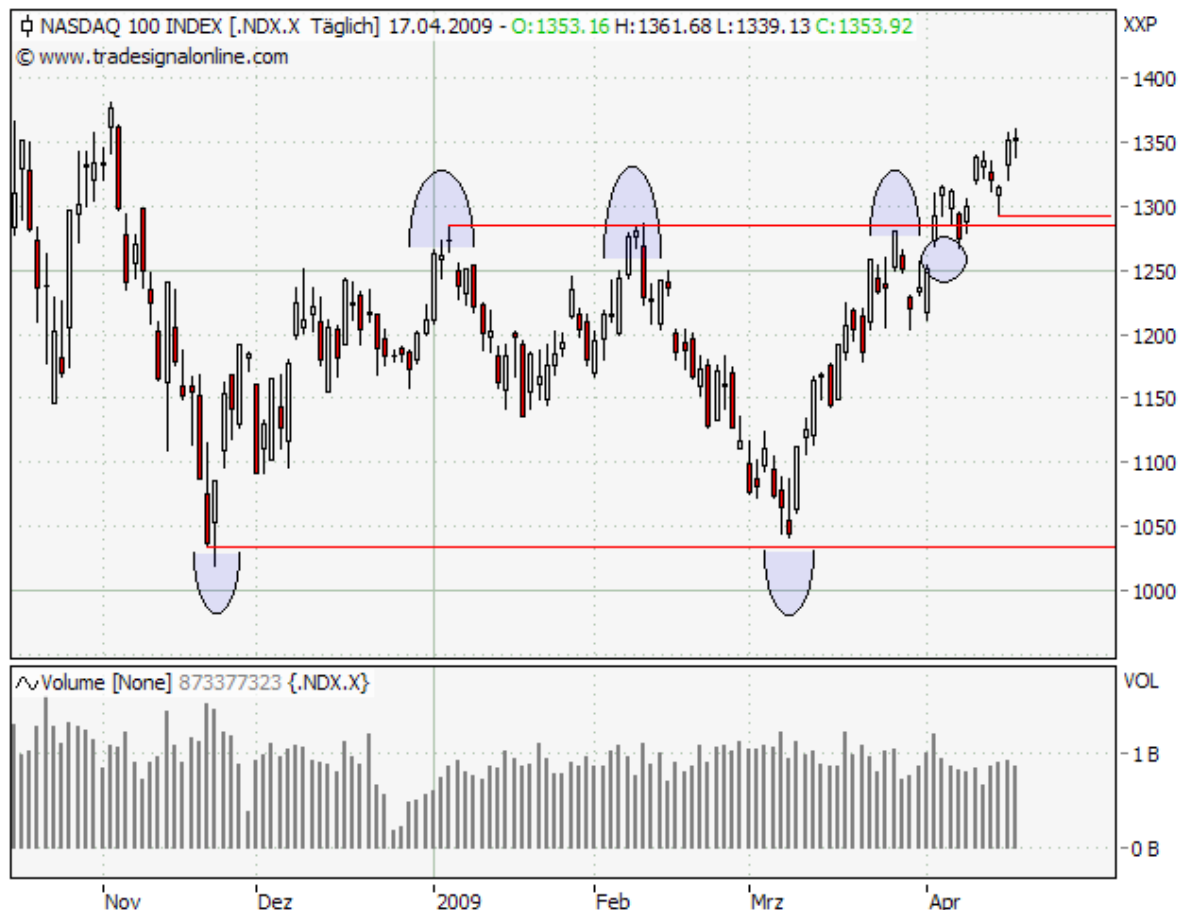 NASDAQ 100 INDEX [.NDX.X Täglich] 17.04.2009 - O:1353.16 H:1361.68 L:1339.13 C:1353.92
XXP
© www.tradesignalonline.com
1400
1350
1300
1250
1200
1150
1100
1050
1000
Volume [None] 873377323 {.NDX.X}
VOL
1 B
0 B
Nov Dez 2009 Feb Mrz Apr